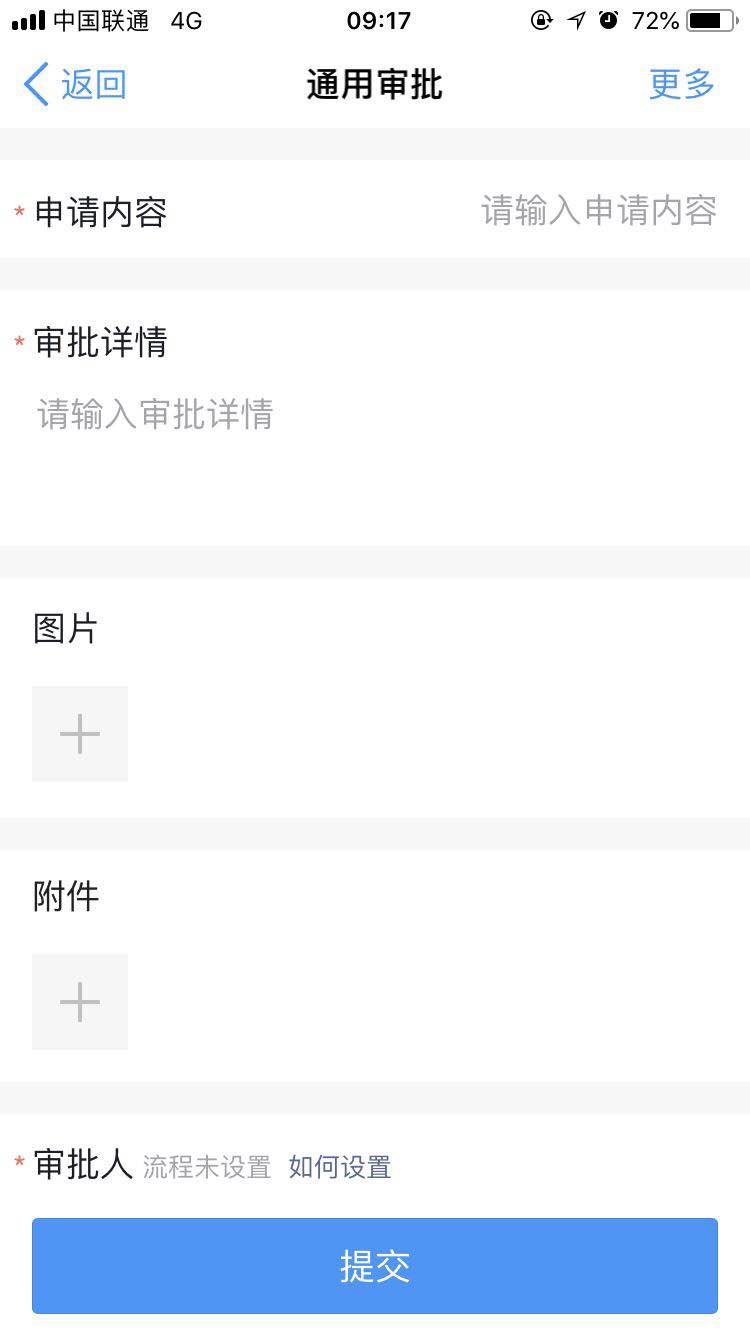 中国联通 4G 09:17 72%
返回 通用审批 更多
* 申请内容 请输入申请内容
* 审批详情
请输入审批详情
图片
附件
* 审批人 流程未设置 如何设置
提交